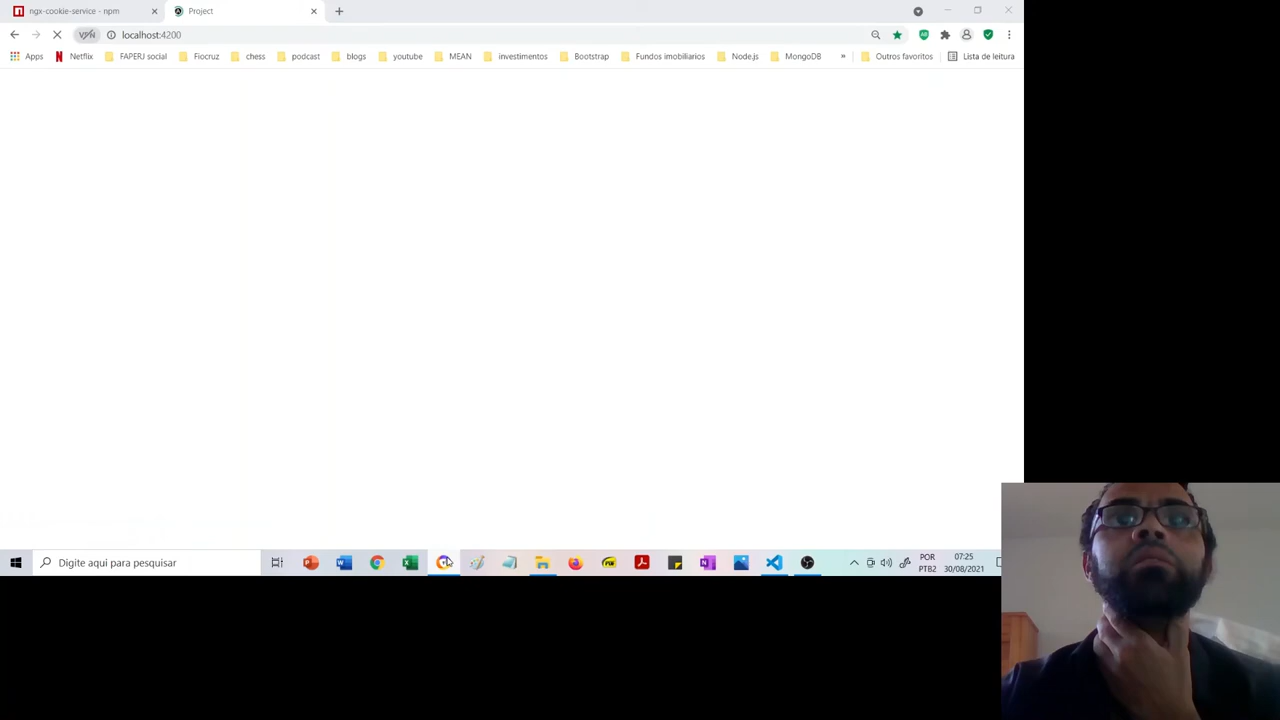 ngx-cookie-service - npm
Project
VPN
localhost:4200
Apps
Netflix
FAPERJ social
Fiocruz
chess
podcast
blogs
youtube
MEAN
investimentos
Bootstrap
Fundos imobiliarios
Node.js
MongoDB
»
Outros favoritos
Lista de leitura
Digite aqui para pesquisar
POR
PTB2
07:25
30/08/2021